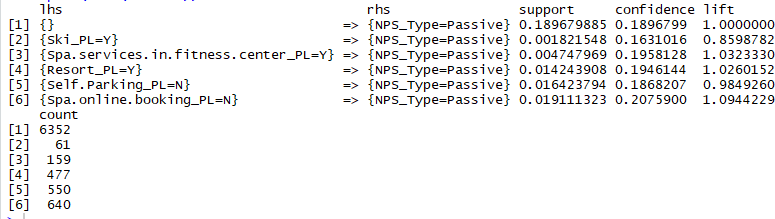 lhs rhs support confidence lift
[1] {} => {NPS_Type=Passive} 0.189679885 0.1896799 1.0000000
[2] {Ski_PL=Y} => {NPS_Type=Passive} 0.001821548 0.1631016 0.8598782
[3] {Spa.services.in.fitness.center_PL=Y} => {NPS_Type=Passive} 0.004747969 0.1958128 1.0323330
[4] {Resort_PL=Y} => {NPS_Type=Passive} 0.014243908 0.1946144 1.0260152
[5] {Self.Parking_PL=N} => {NPS_Type=Passive} 0.016423794 0.1868207 0.9849260
[6] {Spa.online.booking_PL=N} => {NPS_Type=Passive} 0.019111323 0.2075900 1.0944229
count
[1] 6352
[2] 61
[3] 159
[4] 477
[5] 550
[6] 640